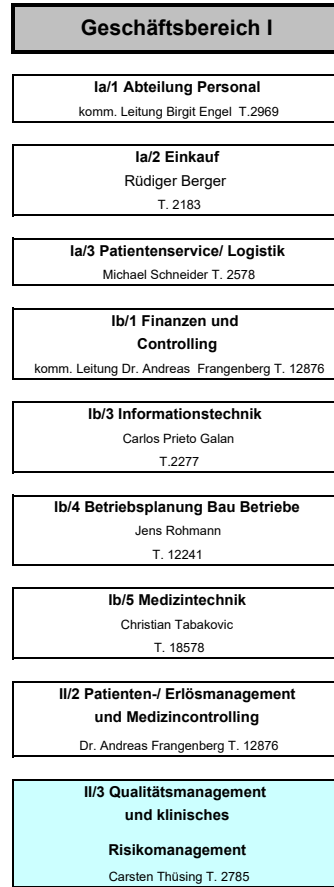 Geschäftsbereich I
Ia/1 Abteilung Personal
komm. Leitung Birgit Engel T.2969
Ia/2 Einkauf
Rüdiger Berger
T. 2183
Ia/3 Patientenservice/ Logistik
Michael Schneider T. 2578
Ib/1 Finanzen und
Controlling
komm. Leitung Dr. Andreas Frangenberg T. 12876
Ib/3 Informationstechnik
Carlos Prieto Galan
T.2277
Ib/4 Betriebsplanung Bau Betriebe
Jens Rohmann
T. 12241
Ib/5 Medizintechnik
Christian Tabakovic
T. 18578
II/2 Patienten-/ Erlösmanagement
und Medizincontrolling
Dr. Andreas Frangenberg T. 12876
II/3 Qualitätsmanagement
und klinisches
Risikomanagement
Carsten Thüsing T. 2785